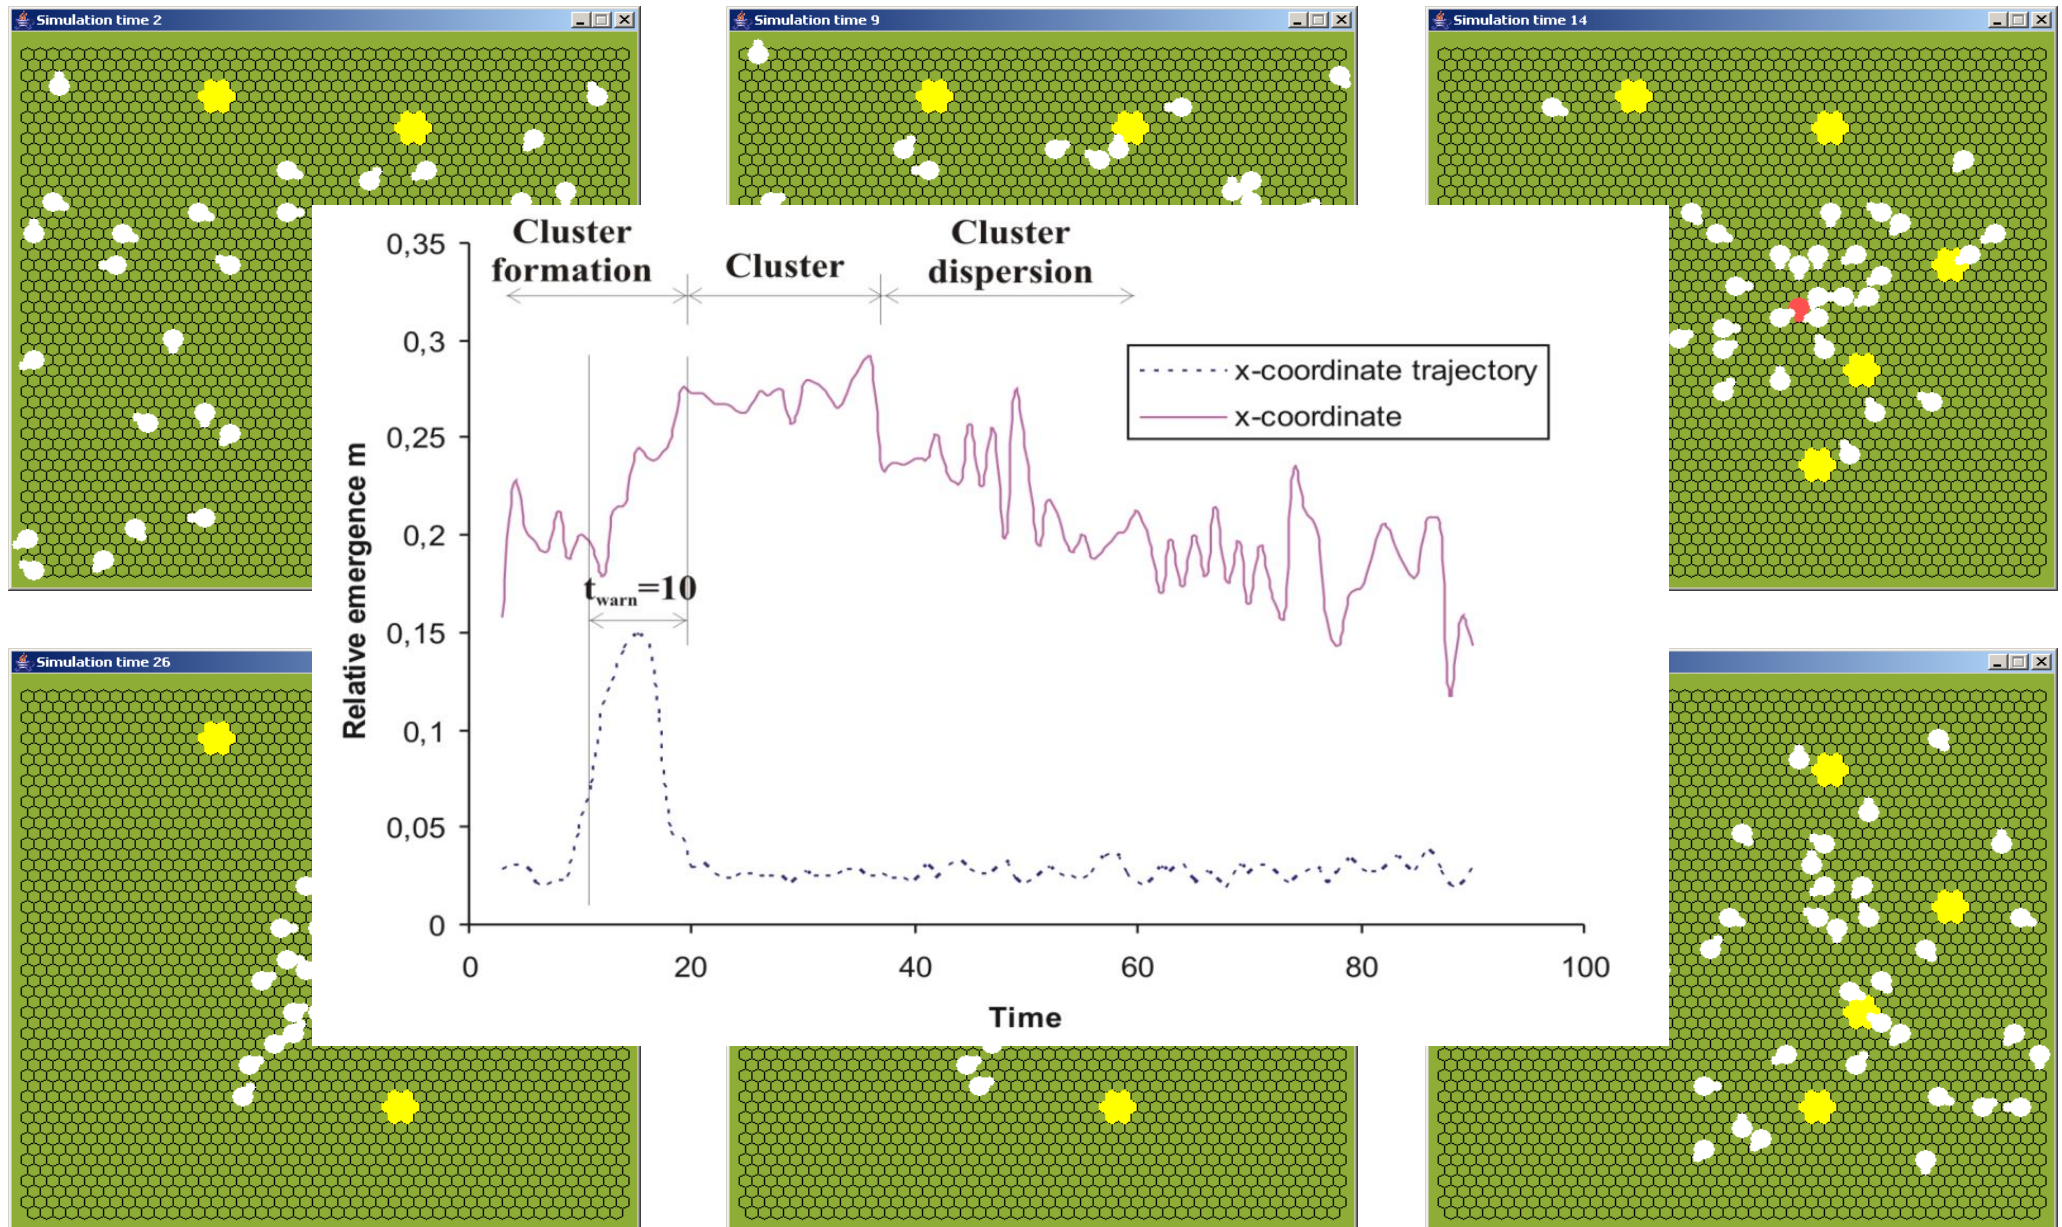 Simulation time 2
Simulation time 9
Simulation time 14
Cluster formation
Cluster
Cluster dispersion
0,35
0,3
0,25
0,2
0,15
0,1
0,05
0
x-coordinate trajectory
x-coordinate
t warn=10
Relative emergence m
0
20
40
60
80
100
Time
Simulation time 26